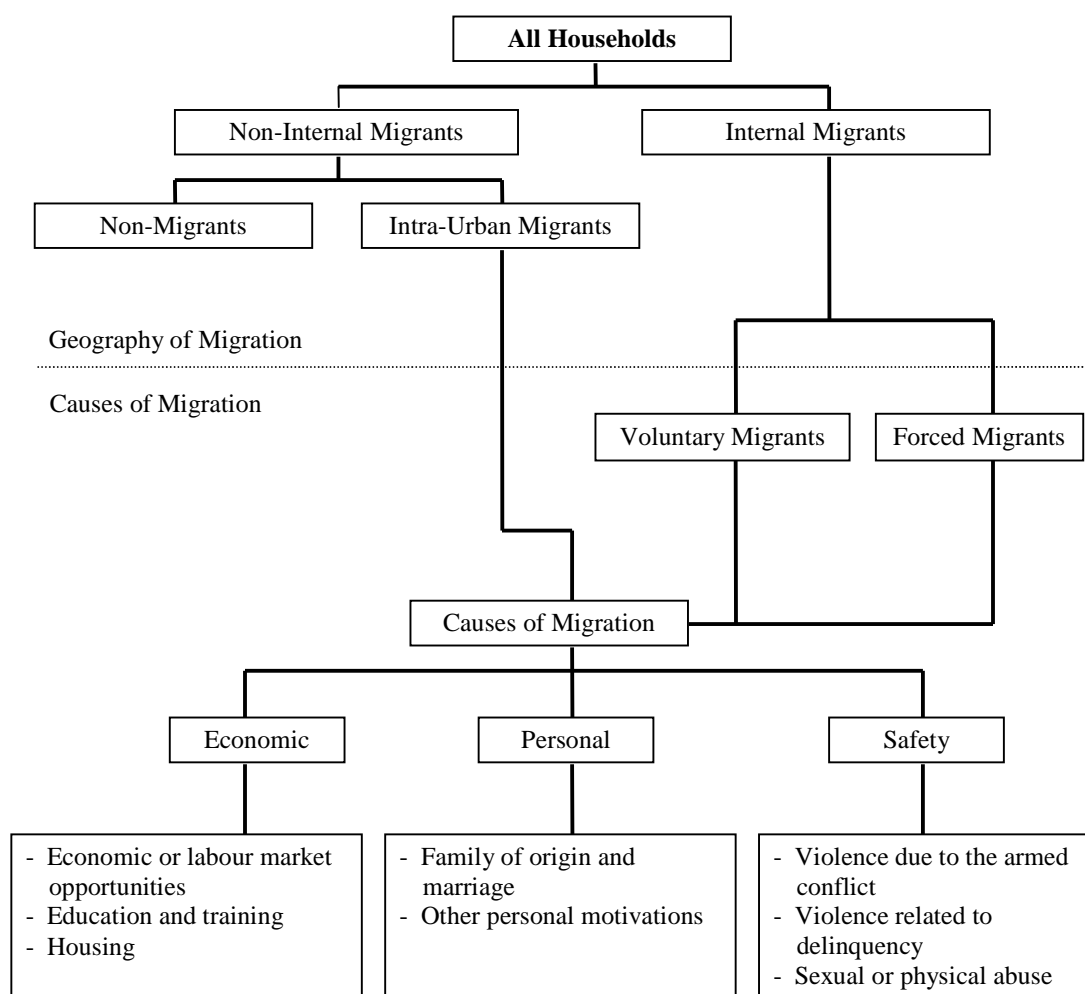 All Households
Non-Internal Migrants
Internal Migrants
Non-Migrants
Intra-Urban Migrants
Geography of Migration
Causes of Migration
Voluntary Migrants
Forced Migrants
Causes of Migration
Economic
Personal
Safety
- Economic or labour market
opportunities
- Education and training
- Housing
- Family of origin and
marriage
- Other personal motivations
- Violence due to the armed
conflict
- Violence related to
delinquency
- Sexual or physical abuse